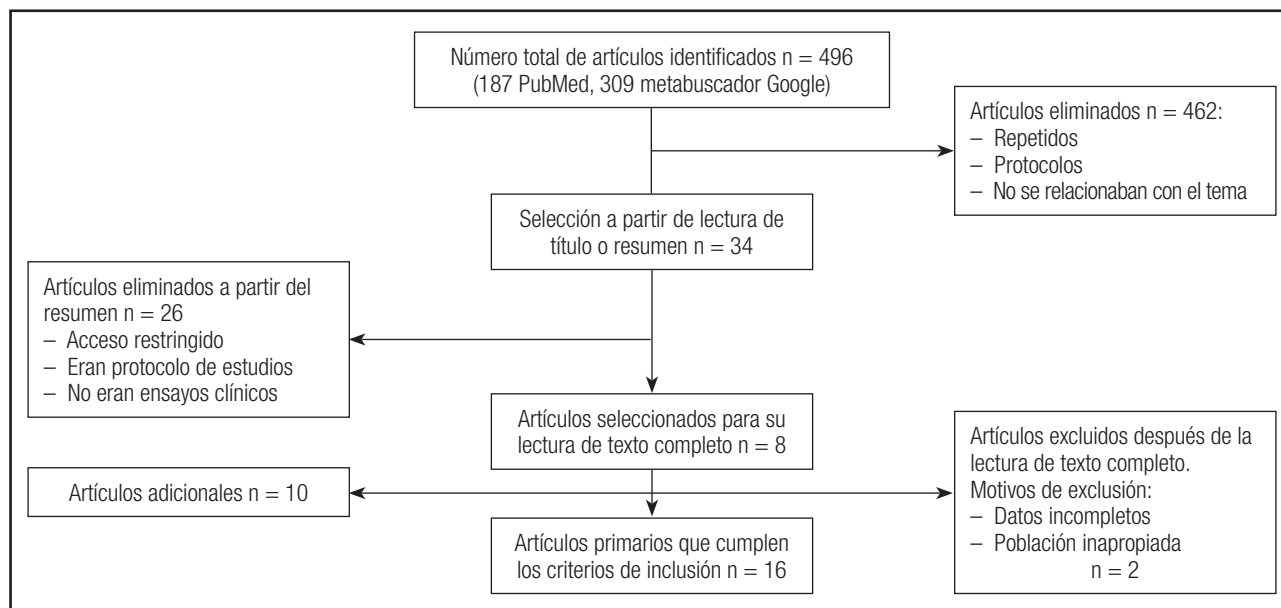 Número total de artículos identificados n = 496
(187 PubMed, 309 metabuscador Google)
Artículos eliminados n = 462:
– Repetidos
– Protocolos
– No se relacionaban con el tema
Selección a partir de lectura de
título o resumen n = 34
Artículos eliminados a partir del
resumen n = 26
– Acceso restringido
– Eran protocolo de estudios
– No eran ensayos clínicos
Artículos seleccionados para su
lectura de texto completo n = 8
Artículos excluidos después de la
lectura de texto completo.
Motivos de exclusión:
– Datos incompletos
– Población inapropiada
n = 2
Artículos adicionales n = 10
Artículos primarios que cumplen
los criterios de inclusión n = 16